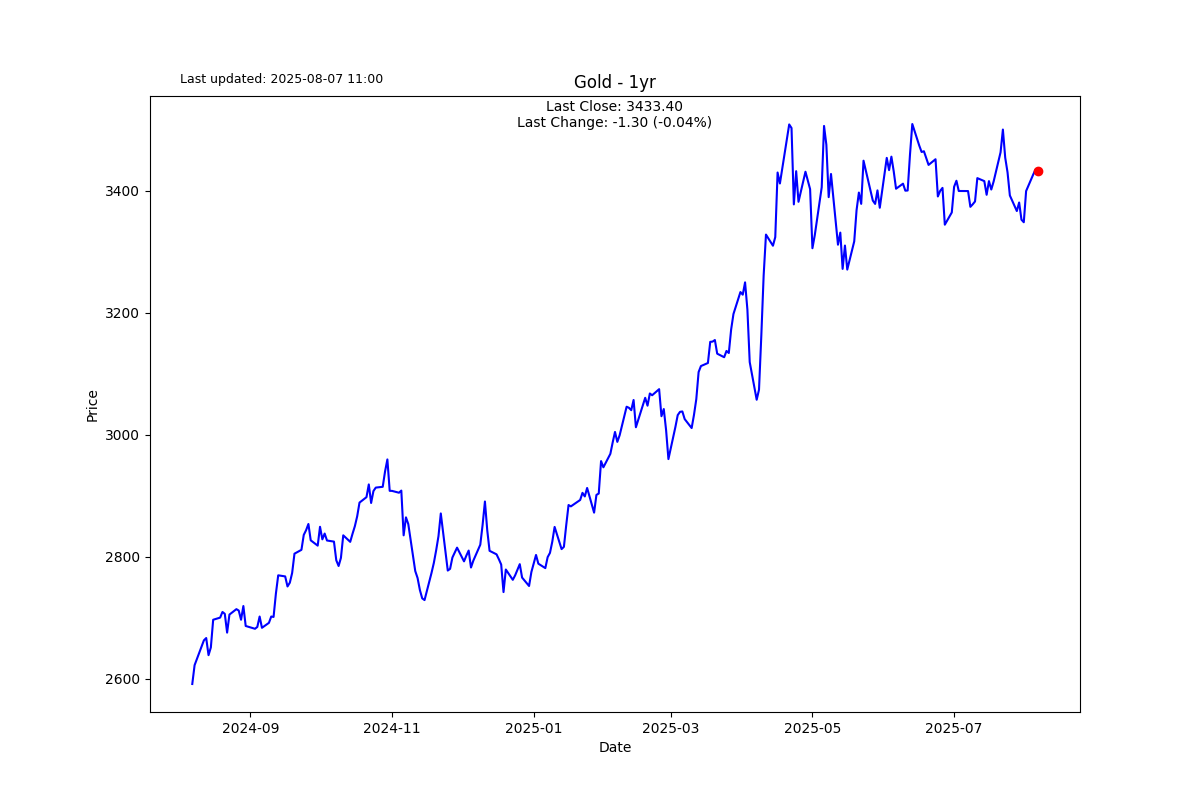 Last updated: 2025-08-07 11:00
Gold - 1yr
Last Close: 3433.40
Last Change: -1.30 (-0.04%)
3400
3200
3000
2800
2600
Price
2024-09
2024-11
2025-01
2025-03
2025-05
2025-07
Date